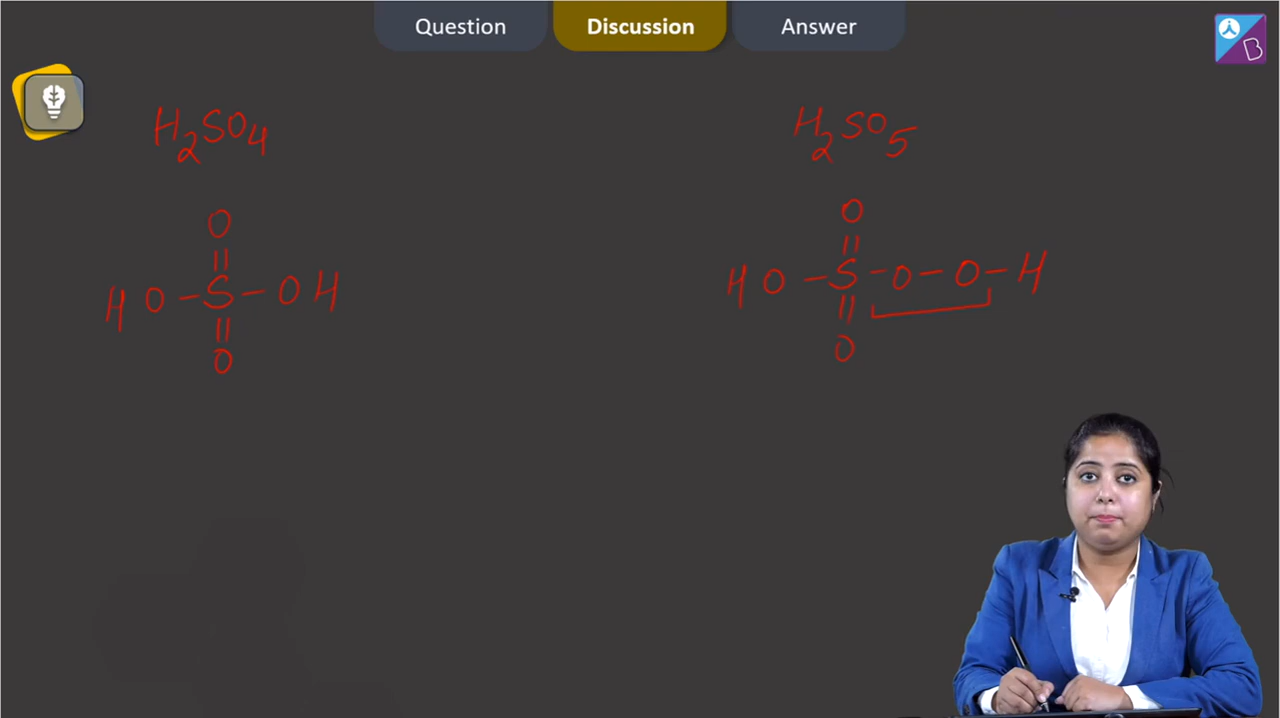 Question
Discussion
Answer
B
H2SO4
O
||
HO-S-OH
||
O
H2SO5
O
||
HO-S-O-O-H
||
O